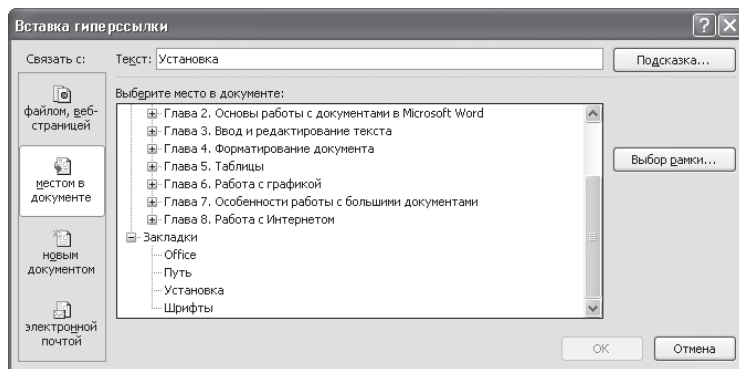 Вставка гиперссылки
Связать с:
Текст: Установка
Подсказка...
Выберите место в документе:
файлом, веб-
страницей
местом в
документе
новым
документом
электронной
почтой
Глава 2. Основы работы с документами в Microsoft Word
Глава 3. Ввод и редактирование текста
Глава 4. Форматирование документа
Глава 5. Таблицы
Глава 6. Работа с графикой
Глава 7. Особенности работы с большими документами
Глава 8. Работа с Интернетом
Закладки
Office
Путь
Установка
Шрифты
Выбор рамки...
ОК
Отмена